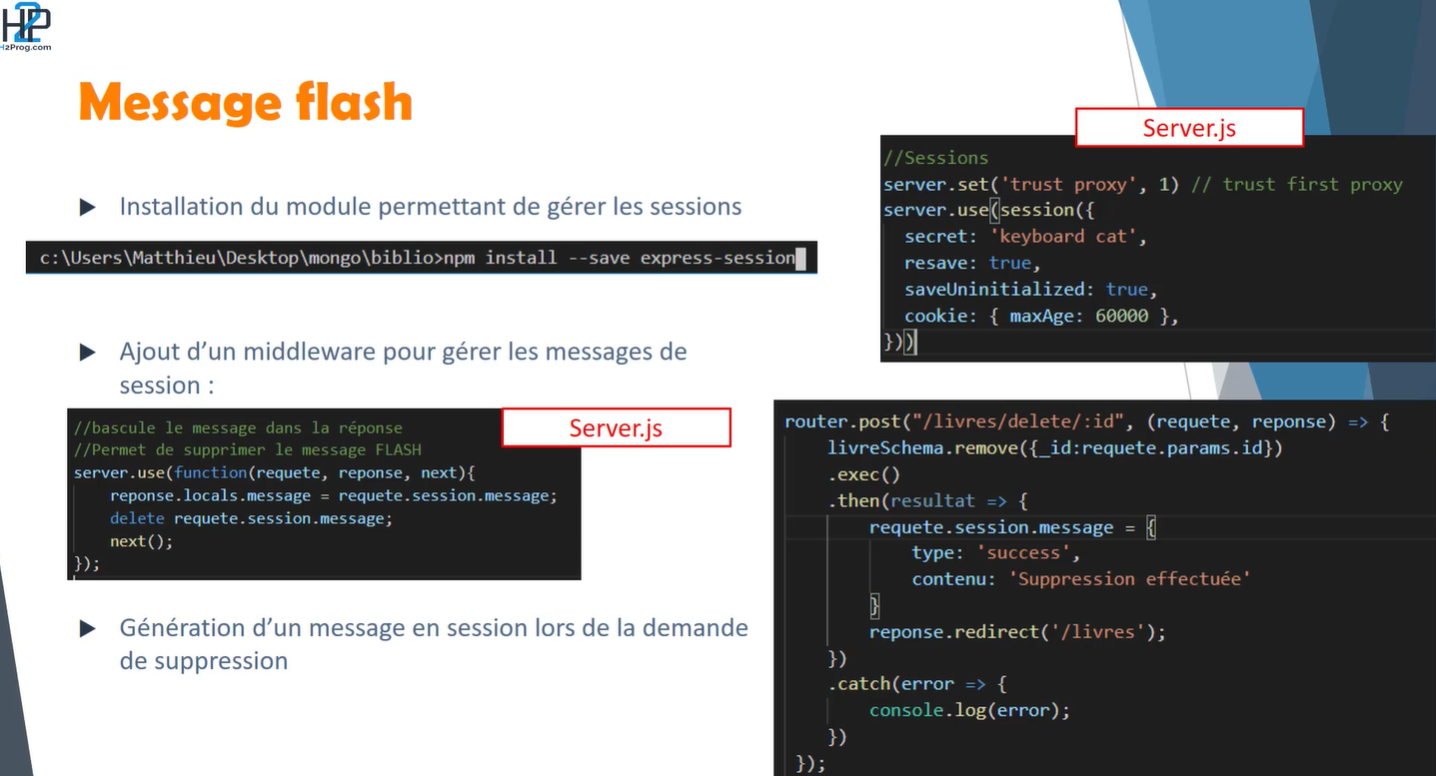 H2P
H2Prog.com
Message flash
Installation du module permettant de gérer les sessions
c:\Users\Matthieu\Desktop\mongo\biblio>npm install --save express-session
Ajout d’un middleware pour gérer les messages de
session :
Server.js
//bascule le message dans la réponse
//Permet de supprimer le message FLASH
server.use(function(requete, reponse, next){
    reponse.locals.message = requete.session.message;
    delete requete.session.message;
    next();
});
Génération d’un message en session lors de la demande
de suppression
Server.js
//Sessions
server.set('trust proxy', 1) // trust first proxy
server.use(session({
  secret: 'keyboard cat',
  resave: true,
  saveUninitialized: true,
  cookie: { maxAge: 60000 },
}))
router.post("/livres/delete/:id", (requete, reponse) => {
    livreSchema.remove({_id:requete.params.id})
    .exec()
    .then(resultat => {
        requete.session.message = {
            type: 'success',
            contenu: 'Suppression effectuée'
        }
        reponse.redirect('/livres');
    })
    .catch(error => {
        console.log(error);
    })
});